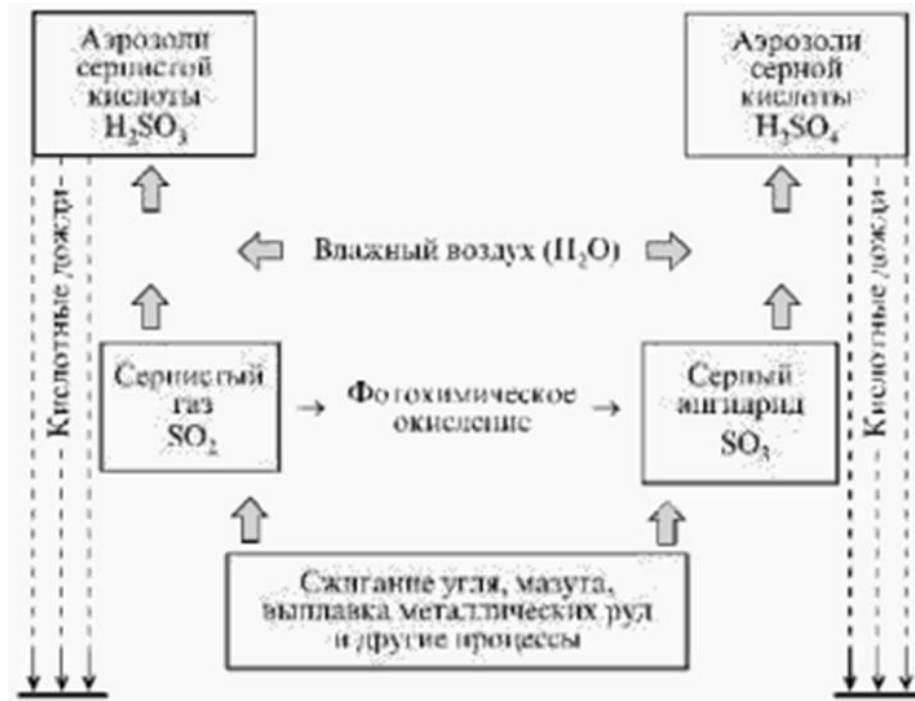 Аэрозоли
сернистой
кислоты
H₂SO₃
Аэрозоли
серной
кислоты
H₂SO₄
Кислотные дожди
Влажный воздух (H₂O)
Кислотные дожди
Сернистый
газ
SO₂
Фотохимическое
окисление
Серный
ангидрид
SO₃
Сжигание угля, мазута,
выплавка металлических руд
и другие процессы